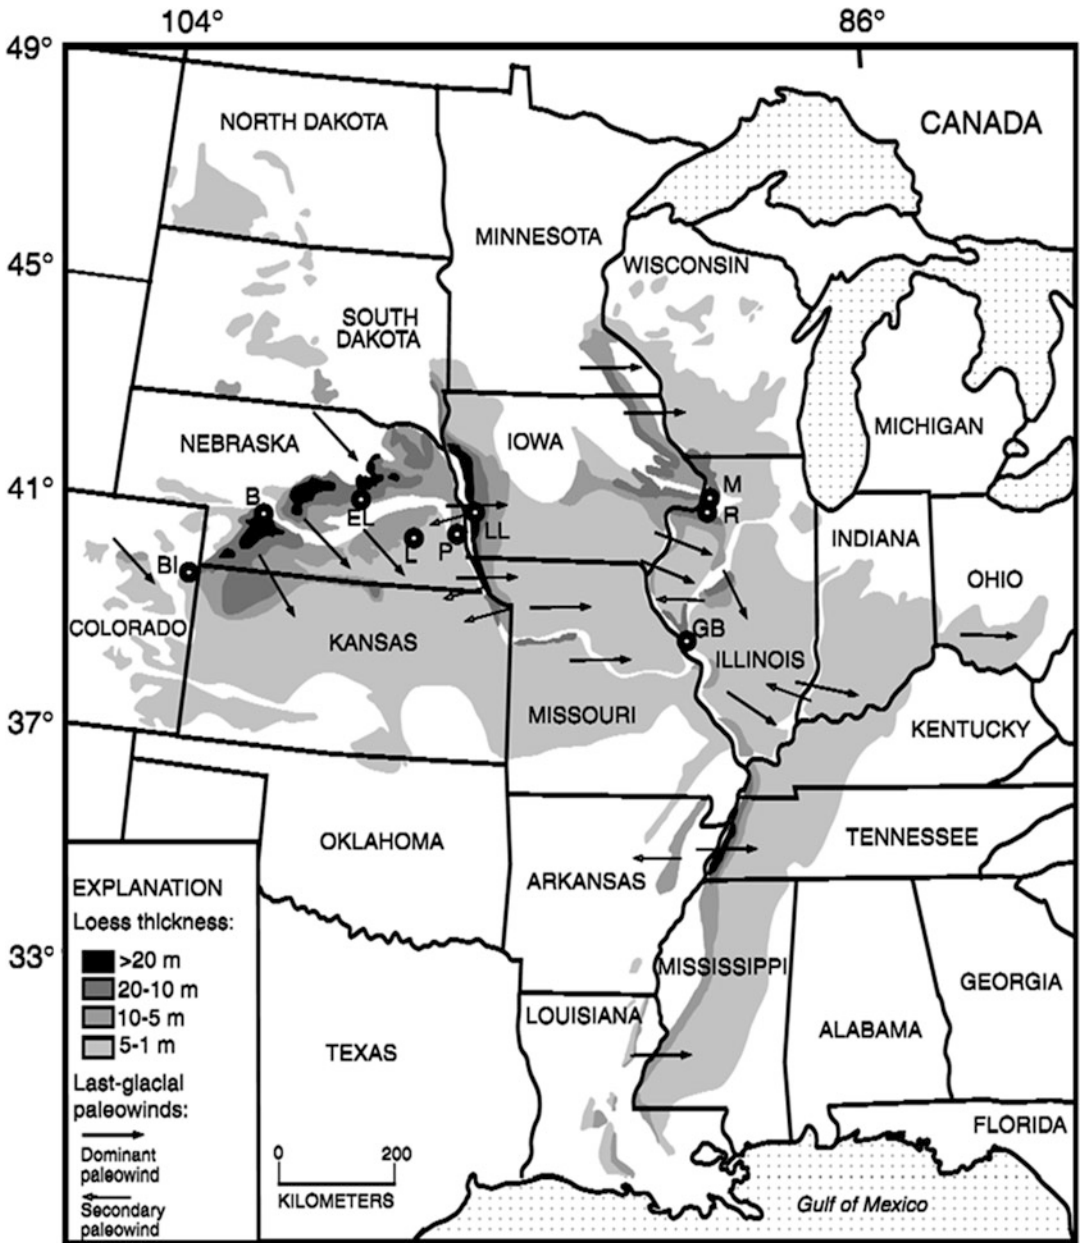 104° 86°
49°
NORTH DAKOTA
CANADA
MINNESOTA
45°
WISCONSIN
SOUTH
DAKOTA
MICHIGAN
NEBRASKA
IOWA
41°
B
M
EL
R
LL
L
P
INDIANA
BI
OHIO
COLORADO
GB
KANSAS
ILLINOIS
37°
MISSOURI
KENTUCKY
OKLAHOMA
TENNESSEE
ARKANSAS
EXPLANATION
Loess thickness:
33°
>20 m
MISSISSIPPI
GEORGIA
20-10 m
10-5 m
LOUISIANA
ALABAMA
5-1 m
TEXAS
Last-glacial
paleowinds:
FLORIDA
Dominant
paleowind
0 200
KILOMETERS
Secondary
paleowind
Gulf of Mexico